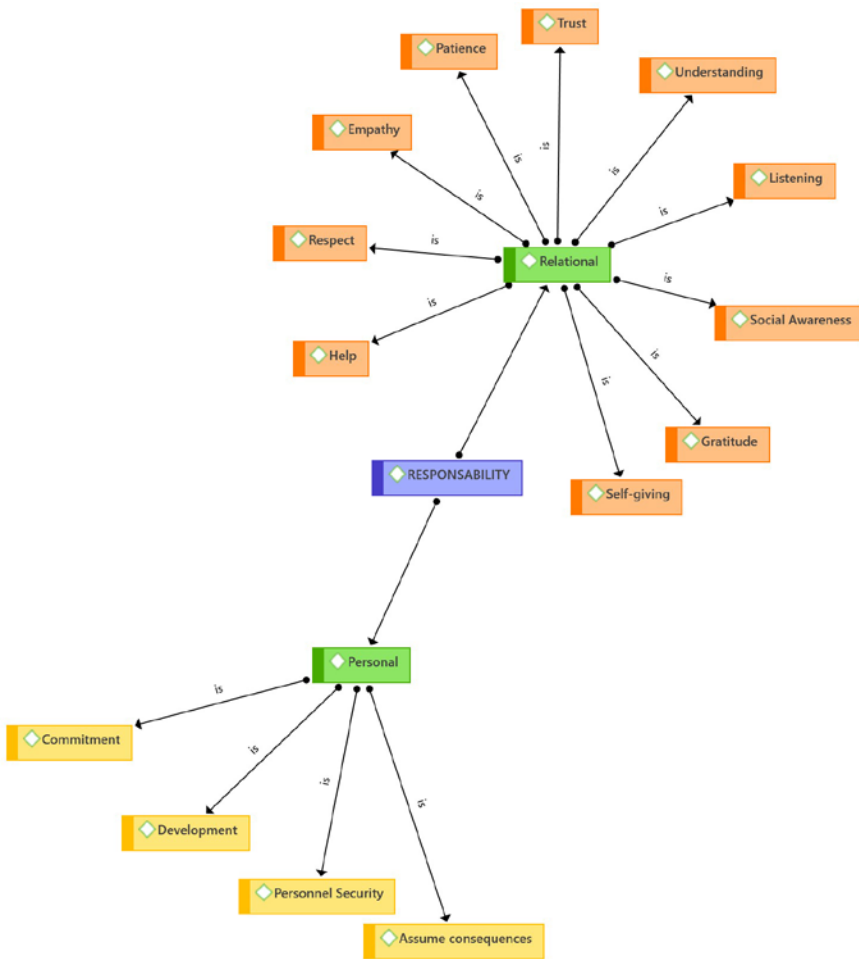 Trust
Patience
Understanding
Empathy
is
is
is
Listening
is
is
Respect
is
Relational
is
Social Awareness
is
Help
is
is
Gratitude
RESPONSABILITY
Self-giving
Personal
is
Commitment
is
is
is
Development
Personnel Security
Assume consequences